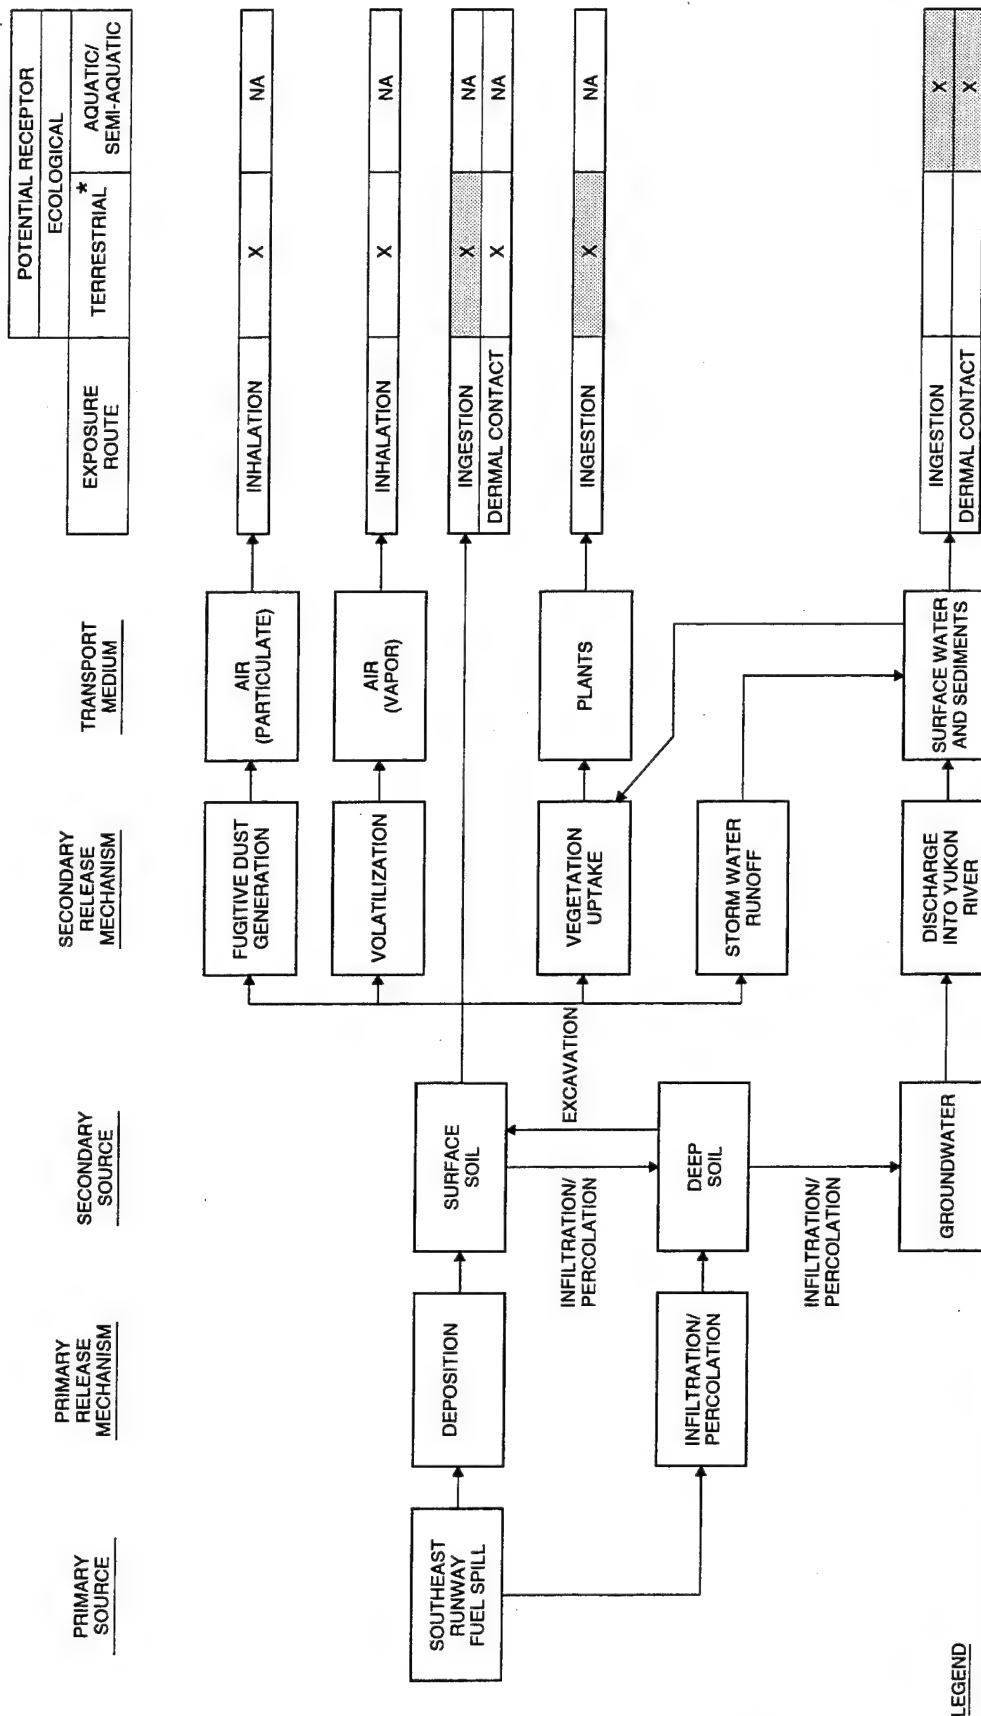 POTENTIAL RECEPTOR
ECOLOGICAL
EXPOSURE
ROUTE
TERRESTRIAL *
AQUATIC/
SEMI-AQUATIC
PRIMARY
SOURCE
PRIMARY
RELEASE
MECHANISM
SECONDARY
SOURCE
SECONDARY
RELEASE
MECHANISM
TRANSPORT
MEDIUM
FUGITIVE DUST
GENERATION
AIR
(PARTICULATE)
INHALATION
X
NA
VOLATILIZATION
AIR
(VAPOR)
INHALATION
X
NA
SOUTHEAST
RUNWAY
FUEL SPILL
DEPOSITION
SURFACE
SOIL
INGESTION
X
NA
DERMAL CONTACT
X
NA
INFILTRATION/
PERCOLATION
EXCAVATION
VEGETATION
UPTAKE
PLANTS
INGESTION
X
NA
INFILTRATION/
PERCOLATION
DEEP
SOIL
STORM WATER
RUNOFF
INFILTRATION/
PERCOLATION
GROUNDWATER
DISCHARGE
INTO YUKON
RIVER
SURFACE WATER
AND SEDIMENTS
INGESTION
X
DERMAL CONTACT
X
LEGEND